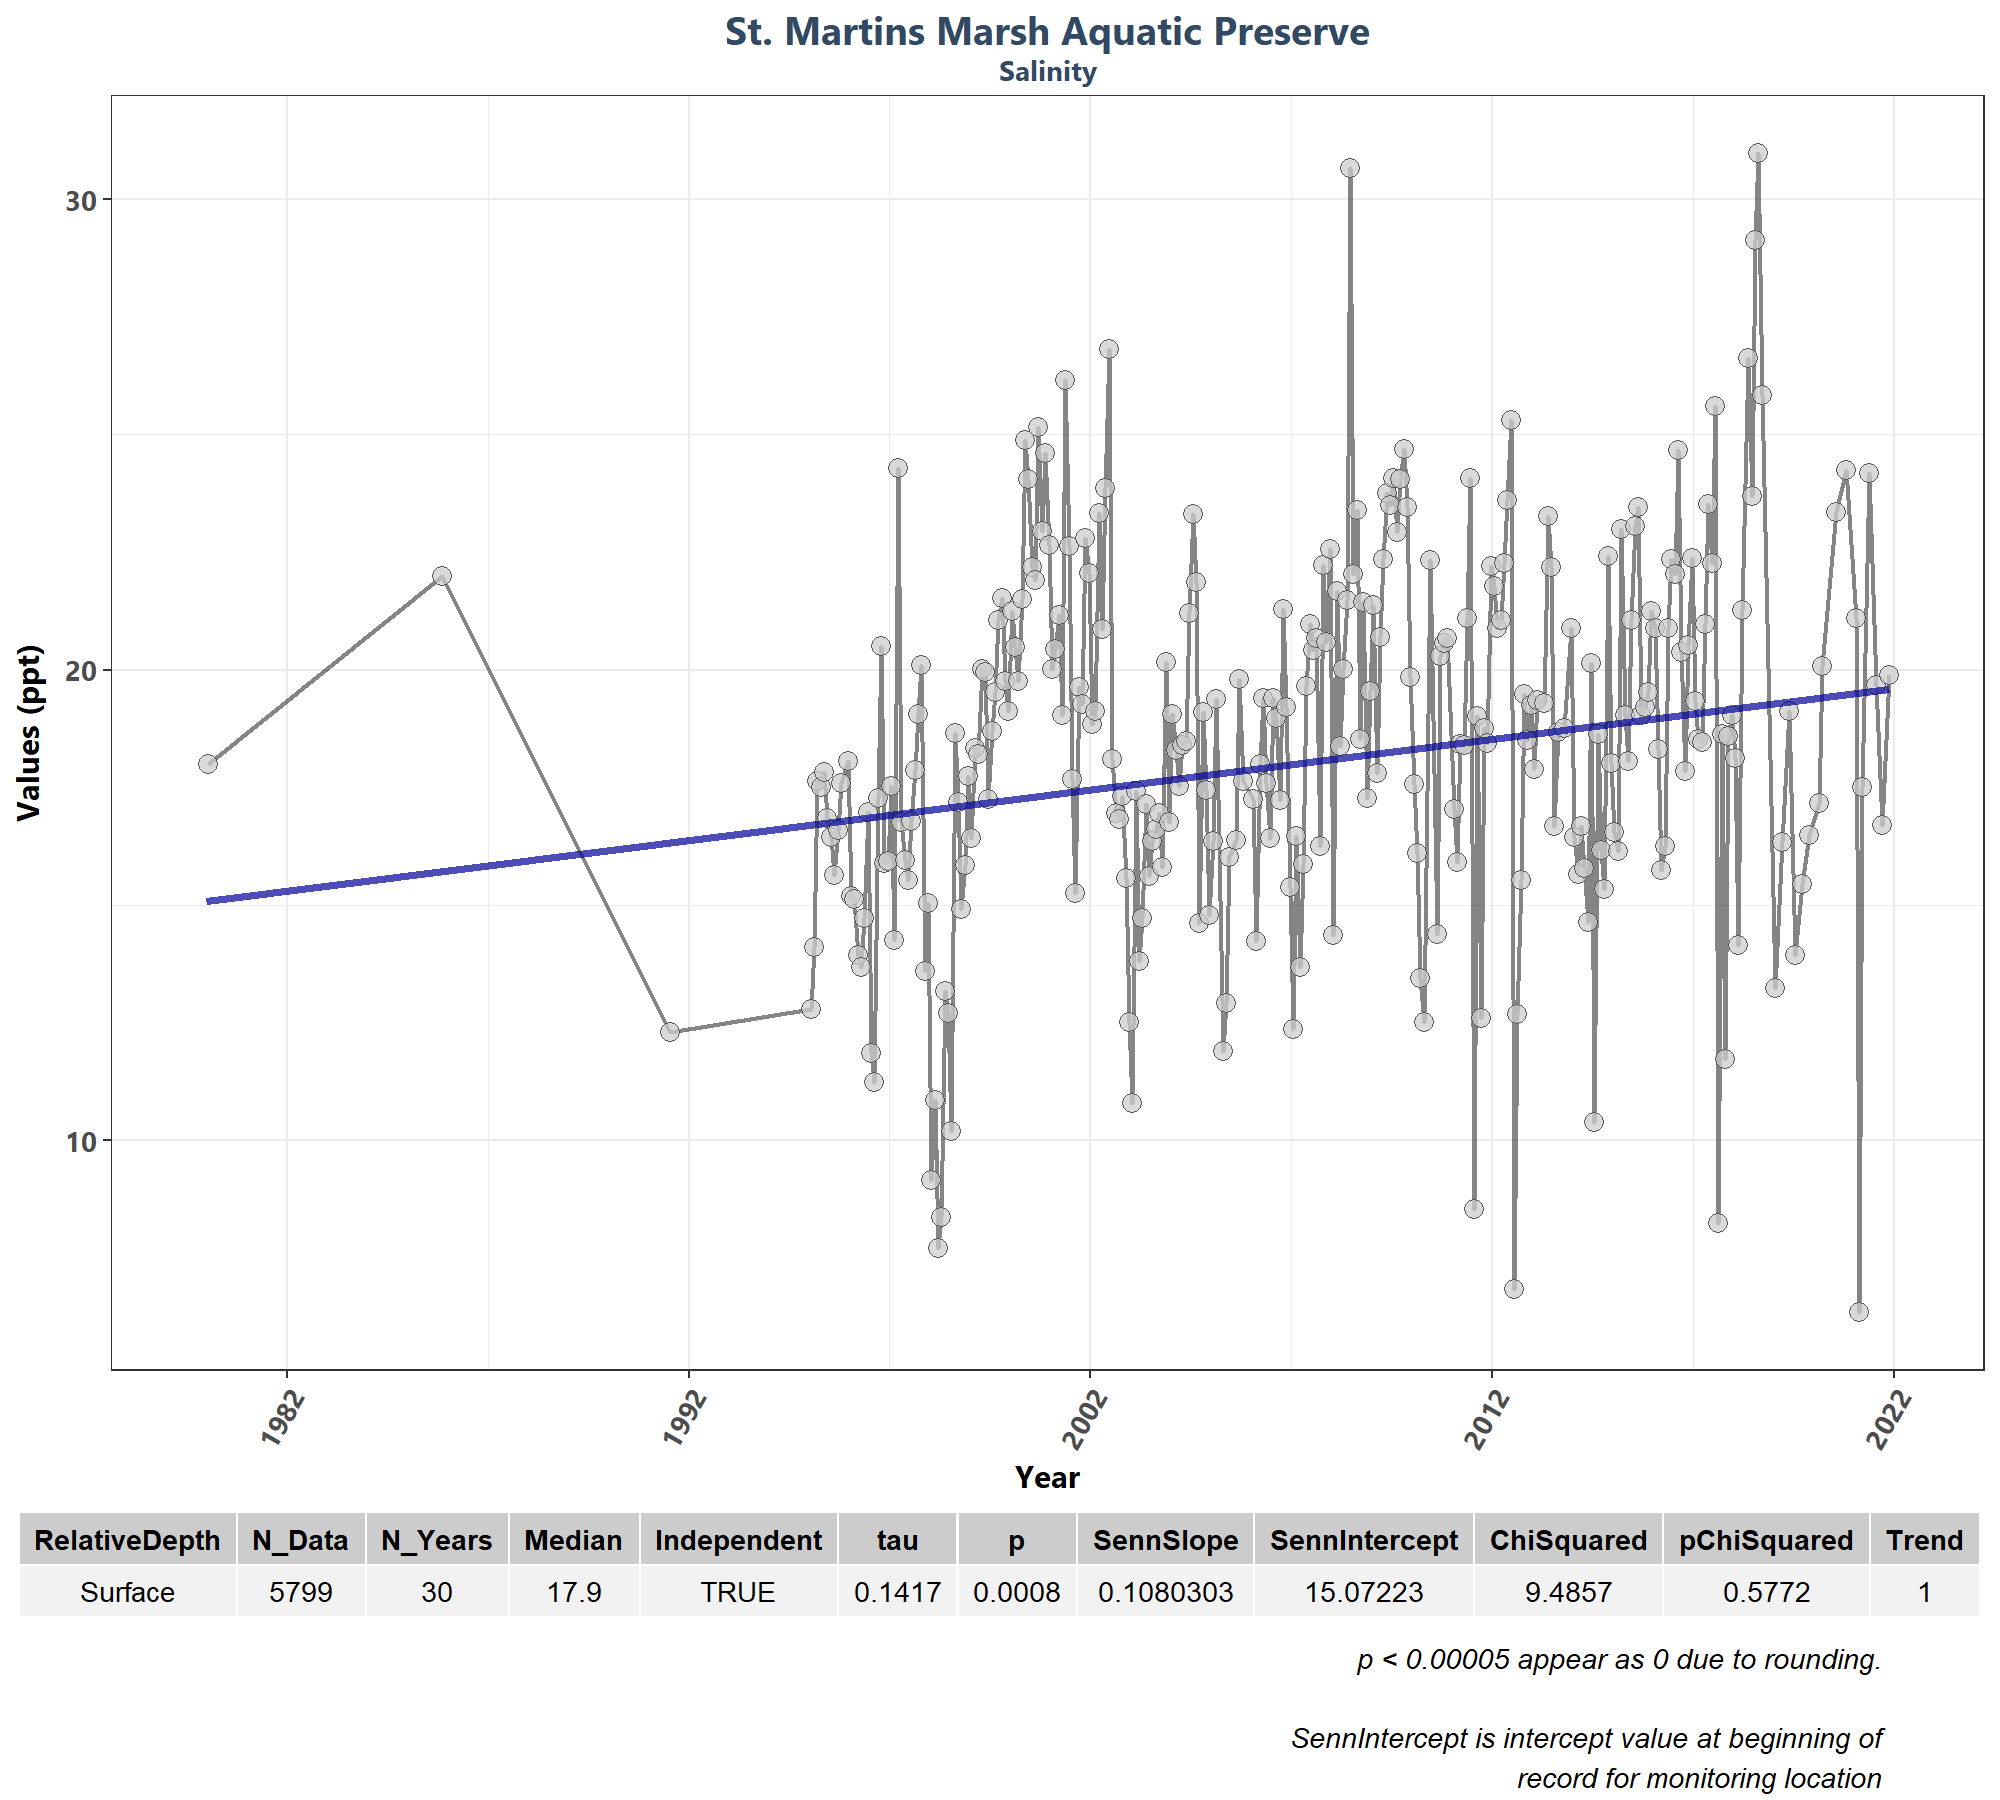 St. Martins Marsh Aquatic Preserve
Salinity
Values (ppt)
30
20
10
1982
1992
2002
2012
2022
Year
RelativeDepth N_Data N_Years Median Independent tau p SennSlope SennIntercept ChiSquared pChiSquared Trend
Surface 5799 30 17.9 TRUE 0.1417 0.0008 0.1080303 15.07223 9.4857 0.5772 1
p < 0.00005 appear as 0 due to rounding.
SennIntercept is intercept value at beginning of
record for monitoring location